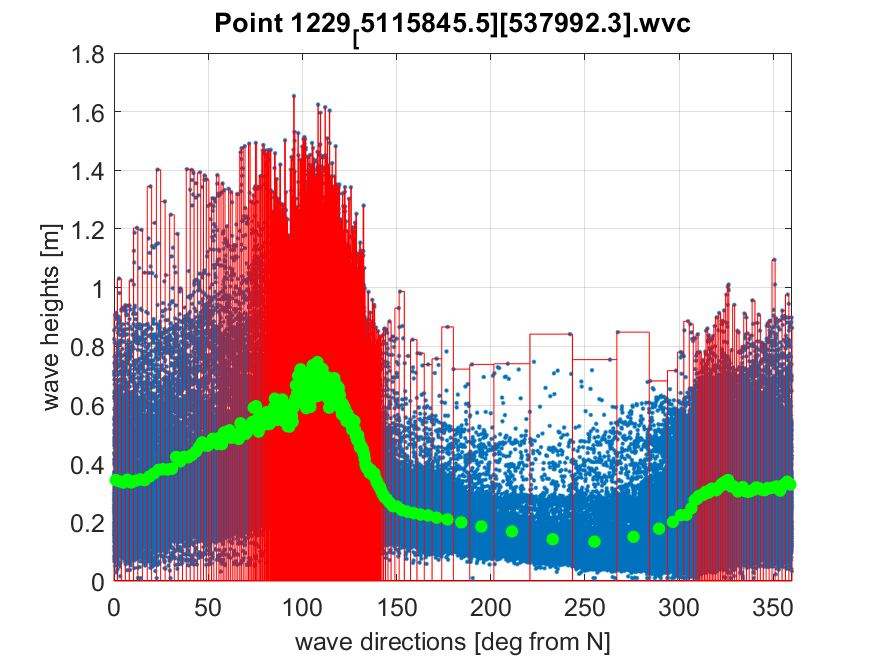 Point 1229[5115845.5][537992.3].wvc
1.8
1.6
1.4
1.2
1
0.8
0.6
0.4
0.2
0
wave heights [m]
0 50 100 150 200 250 300 350
wave directions [deg from N]